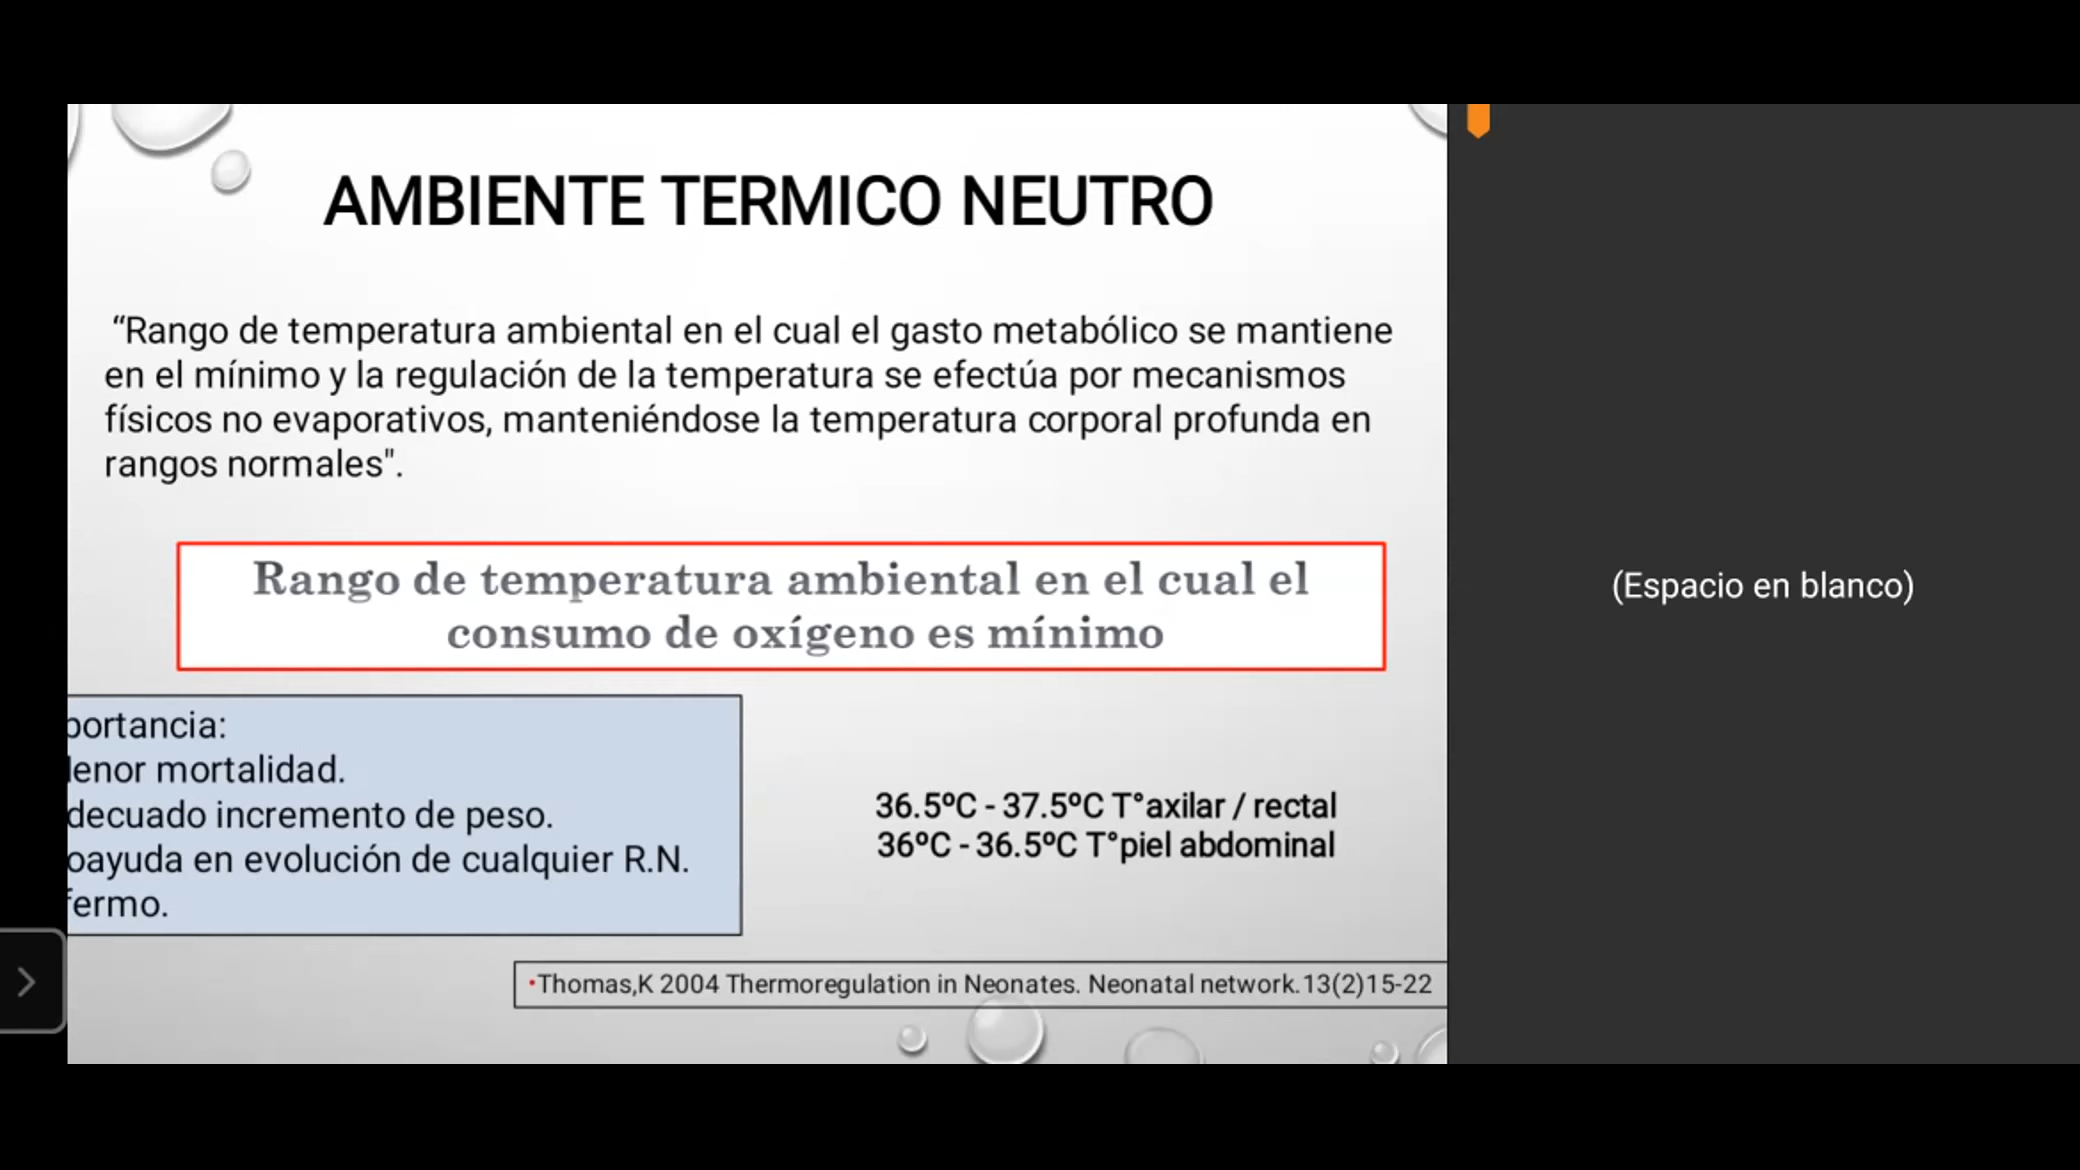 AMBIENTE TERMICO NEUTRO
“Rango de temperatura ambiental en el cual el gasto metabólico se mantiene
en el mínimo y la regulación de la temperatura se efectúa por mecanismos
físicos no evaporativos, manteniéndose la temperatura corporal profunda en
rangos normales".
Rango de temperatura ambiental en el cual el
consumo de oxígeno es mínimo
portancia:
enor mortalidad.
decuado incremento de peso.
oayuda en evolución de cualquier R.N.
fermo.
36.5ºC - 37.5ºC T°axilar / rectal
36ºC - 36.5ºC T°piel abdominal
•Thomas,K 2004 Thermoregulation in Neonates. Neonatal network.13(2)15-22
(Espacio en blanco)